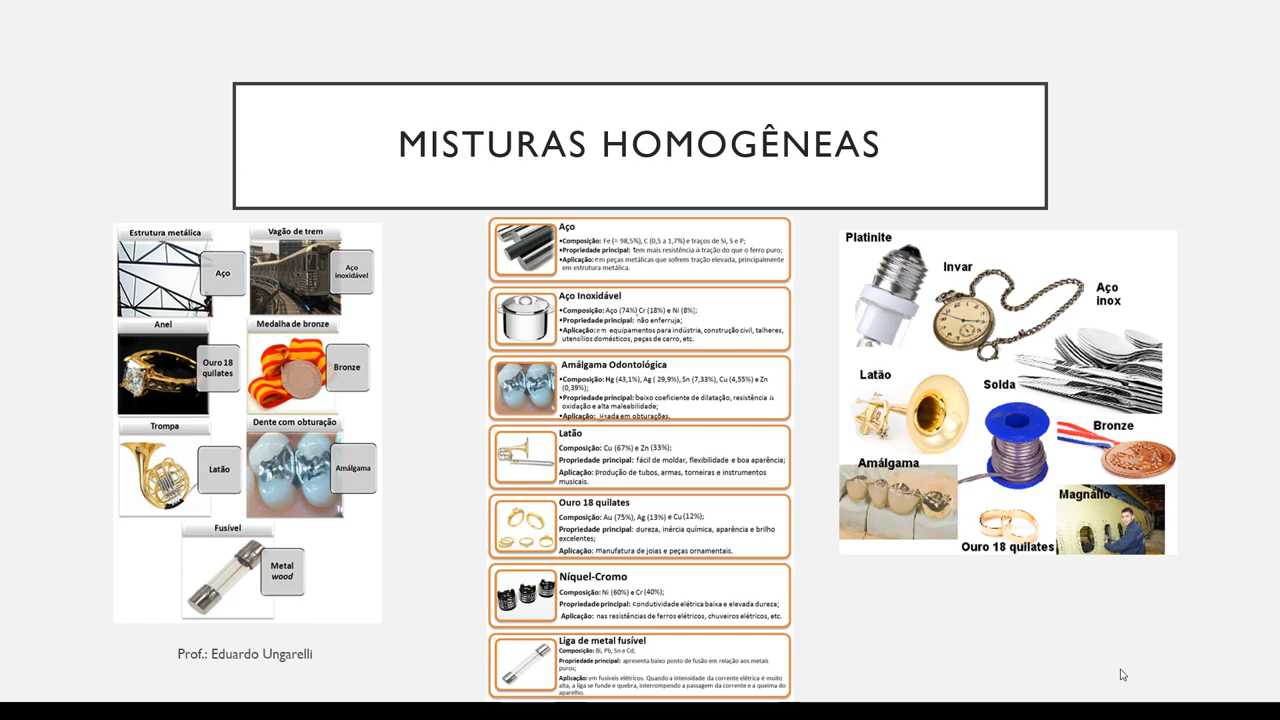 MISTURAS HOMOGÊNEAS
Estrutura metálica
Aço
Vagão de trem
Aço
inoxidável
Anel
Ouro 18
quilates
Medalha de bronze
Bronze
Trompa
Latão
Dente com obturação
Amálgama
Fusível
Metal
wood
Prof.: Eduardo Ungarelli
Aço
•Composição: Fe (≈ 98,5%), C (0,5 a 1,7%) e traços de Si, S e P;
•Propriedade principal: tem mais resistência à tração do que o ferro puro;
•Aplicação: em peças metálicas que sofrem tração elevada, principalmente
em estrutura metálica.
Aço Inoxidável
•Composição: Aço (74%) Cr (18%) e Ni (8%);
•Propriedade principal: não enferruja;
•Aplicação: em equipamentos para indústria, construção civil, talheres,
utensílios domésticos, peças de carro, etc.
Amálgama Odontológica
•Composição: Hg (43,1%), Ag ( 29,9%), Sn (7,33%), Cu (4,55%) e Zn
(0,39%);
•Propriedade principal: baixo coeficiente de dilatação, resistência à
oxidação e alta maleabilidade;
•Aplicação: usada em obturações.
Latão
Composição: Cu (67%) e Zn (33%);
Propriedade principal: fácil de moldar, flexibilidade e boa aparência;
Aplicação: produção de tubos, armas, torneiras e instrumentos
musicais.
Ouro 18 quilates
Composição: Au (75%), Ag (13%) e Cu (12%);
Propriedade principal: dureza, inércia química, aparência e brilho
excelentes;
Aplicação: manufatura de joias e peças ornamentais.
Níquel-Cromo
Composição: Ni (60%) e Cr (40%);
Propriedade principal: condutividade elétrica baixa e elevada dureza;
Aplicação: nas resistências de ferros elétricos, chuveiros elétricos, etc.
Liga de metal fusível
Composição: Bi, Pb, Sn e Cd;
Propriedade principal: apresenta baixo ponto de fusão em relação aos metais
puros;
Aplicação: em fusíveis elétricos. Quando a intensidade da corrente elétrica é muito
alta, a liga se funde e quebra, interrompendo a passagem da corrente e a queima do
aparelho.
Platinite
Invar
Aço
inox
Latão
Solda
Bronze
Amálgama
Magnálio
Ouro 18 quilates